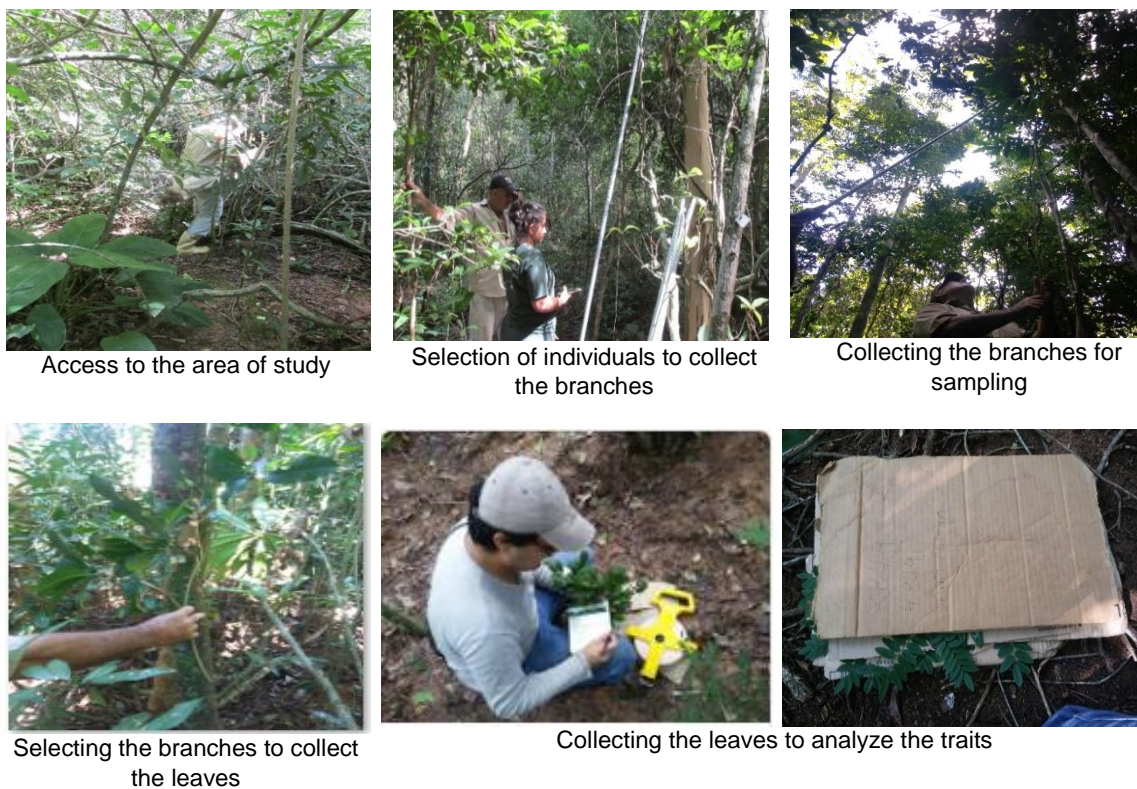 Access to the area of study
Selection of individuals to collect
the branches
Collecting the branches for
sampling
Selecting the branches to collect
the leaves
Collecting the leaves to analyze the traits